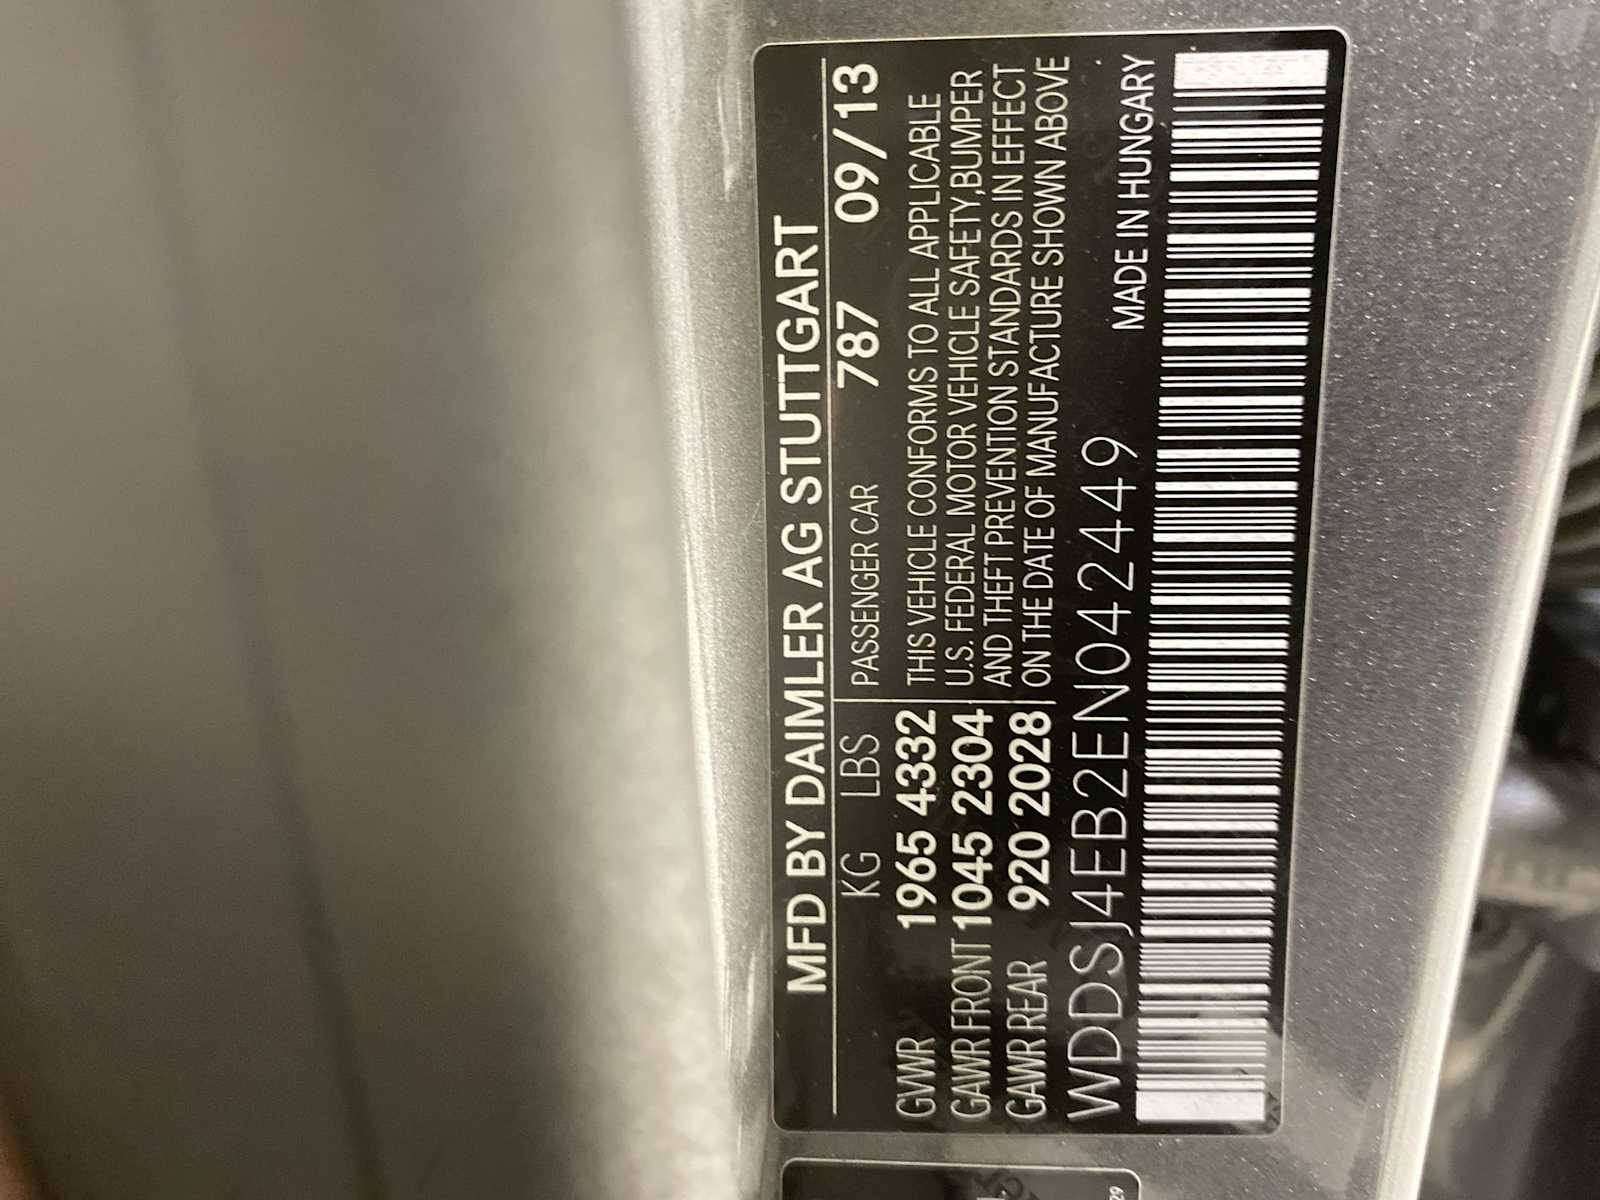 MFD BY DAIMLER AG STUTTGART
KG LBS PASSENGER CAR 787 09/13
GVWR 1965 4332
GAWR FRONT 1045 2304
GAWR REAR 920 2028
THIS VEHICLE CONFORMS TO ALL APPLICABLE
U.S. FEDERAL MOTOR VEHICLE SAFETY,BUMPER
AND THEFT PREVENTION STANDARDS IN EFFECT
ON THE DATE OF MANUFACTURE SHOWN ABOVE
WDDSJ4EB2EN042449 MADE IN HUNGARY